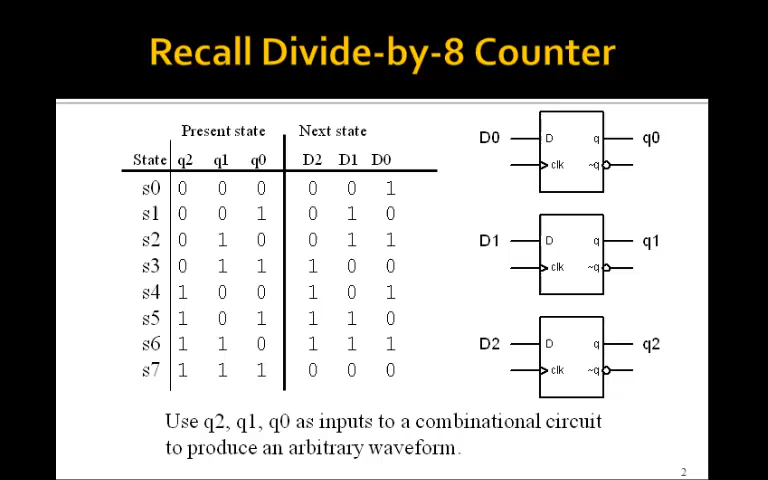 Recall Divide-by-8 Counter
Present state Next state
State q2 q1 q0 D2 D1 D0
s0 0 0 0 0 0 1
s1 0 0 1 0 1 0
s2 0 1 0 0 1 1
s3 0 1 1 1 0 0
s4 1 0 0 1 0 1
s5 1 0 1 1 1 0
s6 1 1 0 1 1 1
s7 1 1 1 0 0 0
D0 D q q0
clk ~q
D1 D q q1
clk ~q
D2 D q q2
clk ~q
Use q2, q1, q0 as inputs to a combinational circuit
to produce an arbitrary waveform.
2